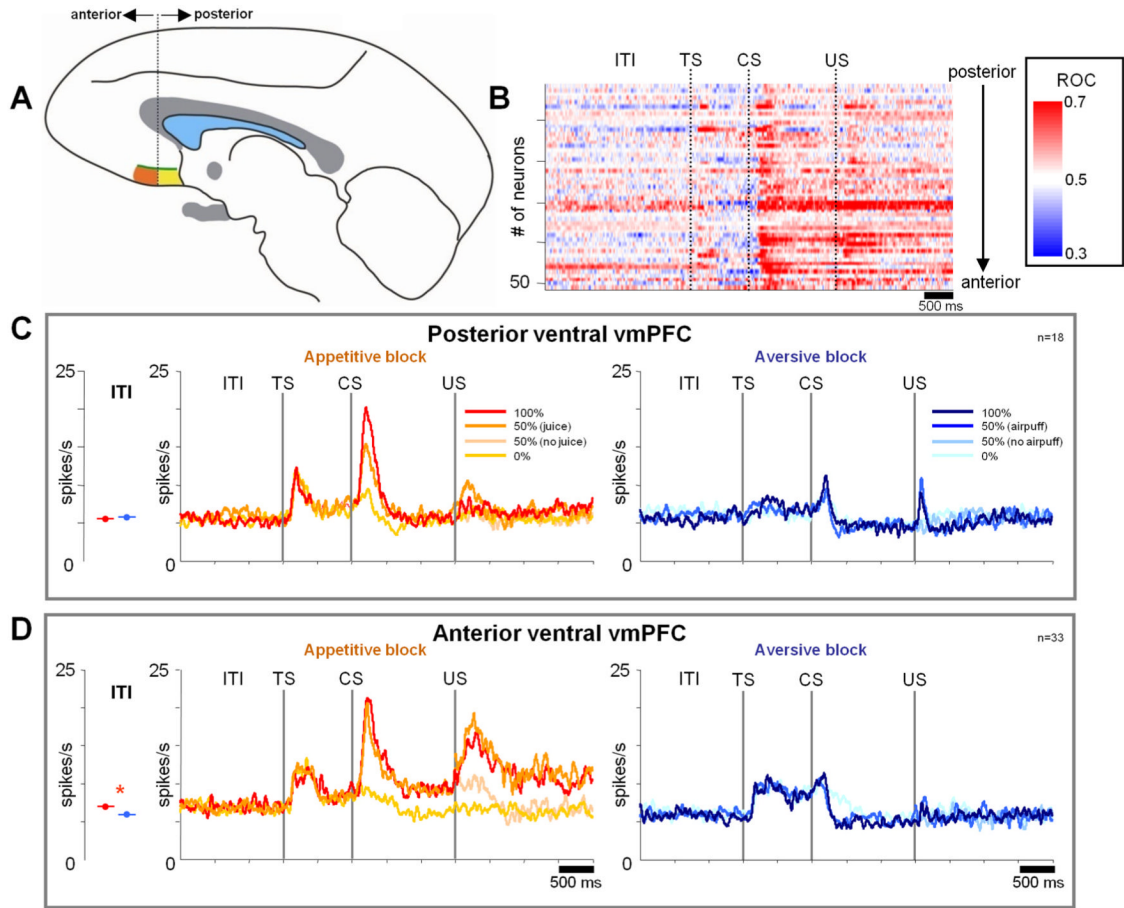 anterior posterior
A
B
ITI TS CS US
posterior
# of neurons
50
anterior
500 ms
ROC
0.7
0.5
0.3
C
Posterior ventral vmPFC
n=18
Appetitive block
Aversive block
25
ITI
spikes/s
0
25
ITI TS CS US
spikes/s
0
100%
50% (juice)
50% (no juice)
0%
25
ITI TS CS US
spikes/s
0
100%
50% (airpuff)
50% (no airpuff)
0%
D
Anterior ventral vmPFC
n=33
Appetitive block
Aversive block
25
ITI
spikes/s
*
0
25
ITI TS CS US
spikes/s
0
500 ms
25
ITI TS CS US
spikes/s
0
500 ms